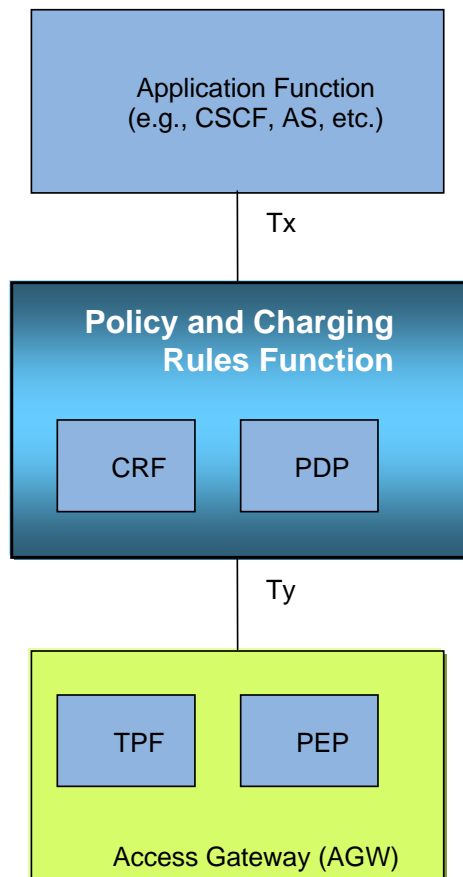 Application Function
(e.g., CSCF, AS, etc.)
Tx
Policy and Charging
Rules Function
CRF
PDP
Ty
TPF
PEP
Access Gateway (AGW)